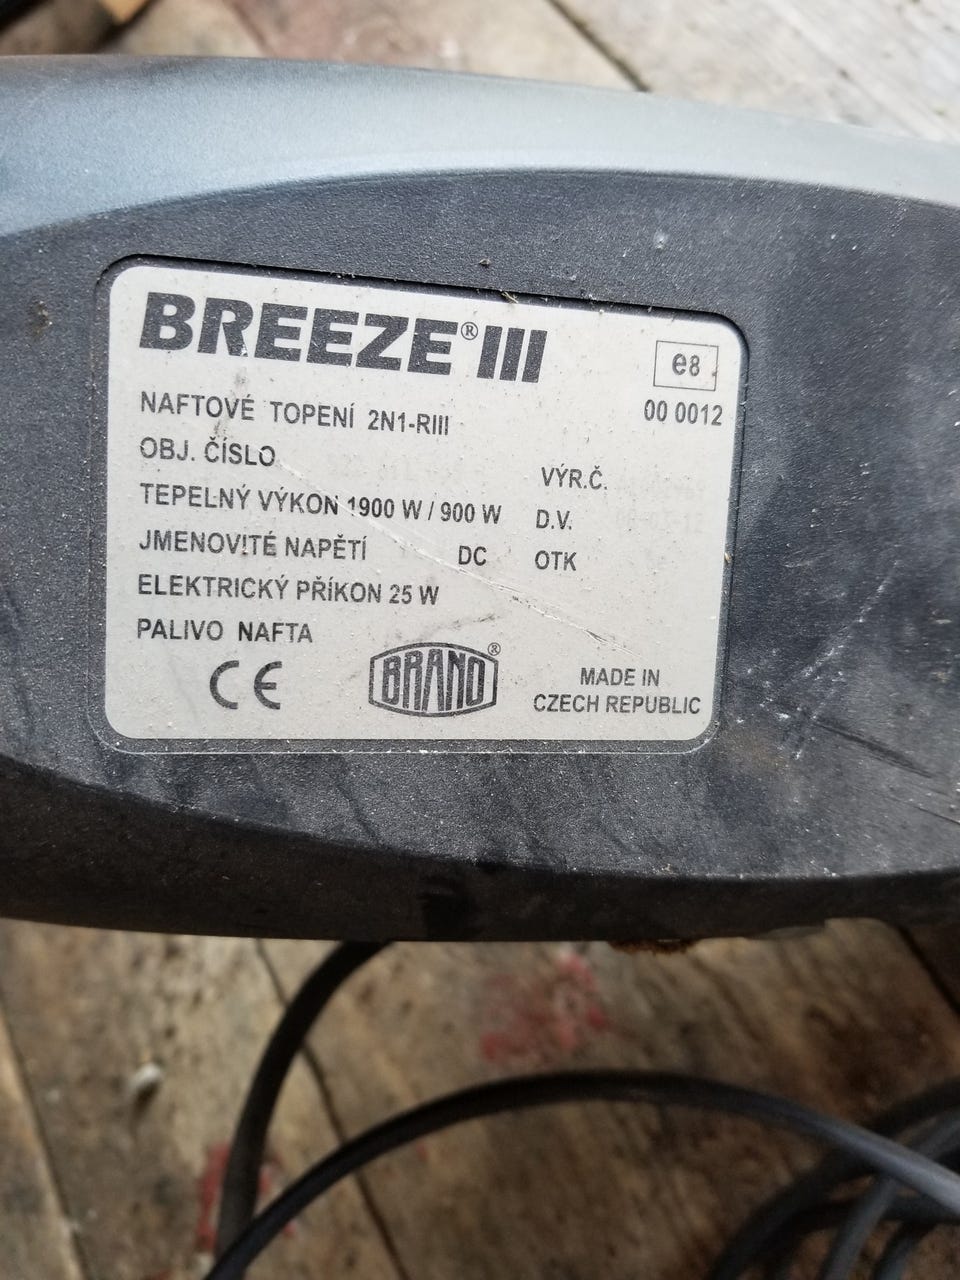 BREEZE® III
e8
00 0012
NAFTOVÉ TOPENÍ 2N1-RIII
OBJ. ČÍSLO
VÝR.Č.
TEPELNÝ VÝKON 1900 W / 900 W
D.V.
JMENOVITÉ NAPĚTÍ DC
OTK
ELEKTRICKÝ PŘÍKON 25 W
PALIVO NAFTA
CE
BRANO®
MADE IN
CZECH REPUBLIC